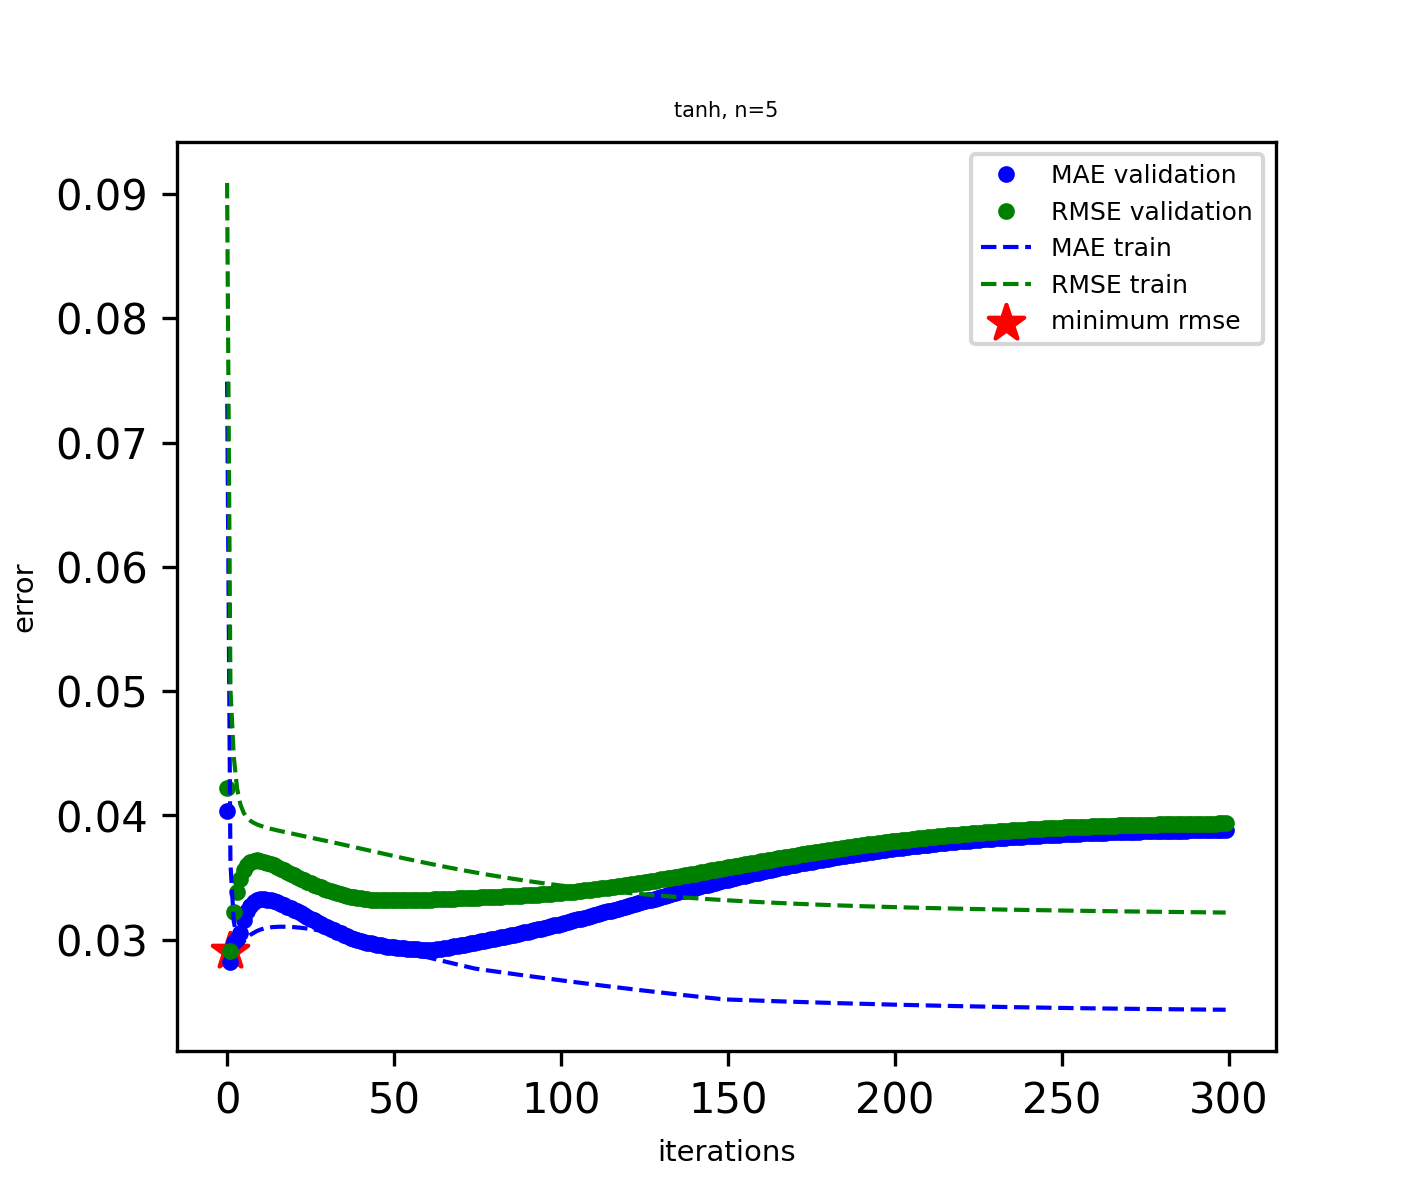 tanh, n=5
MAE validation
RMSE validation
MAE train
RMSE train
minimum rmse
error
0.09
0.08
0.07
0.06
0.05
0.04
0.03
0 50 100 150 200 250 300
iterations